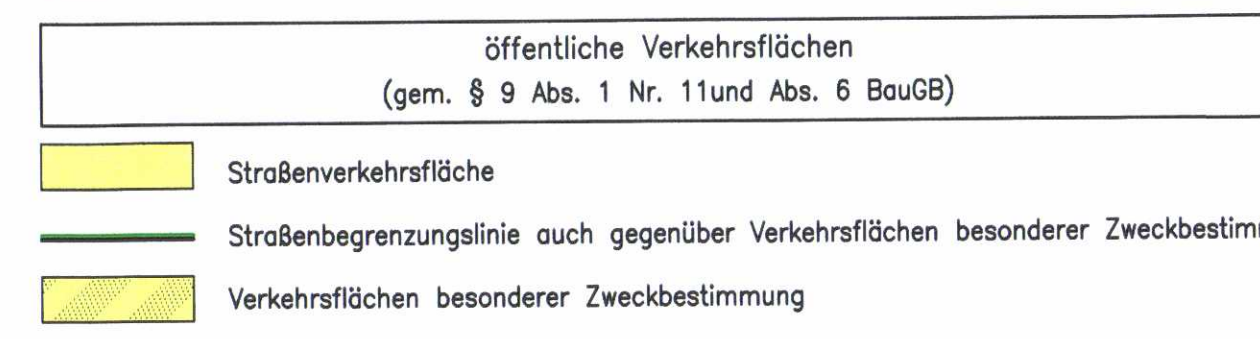 öffentliche Verkehrsflächen
(gem. § 9 Abs. 1 Nr. 11und Abs. 6 BauGB)
Straßenverkehrsfläche
Straßenbegrenzungslinie auch gegenüber Verkehrsflächen besonderer
Verkehrsflächen besonderer Zweckbestimmung